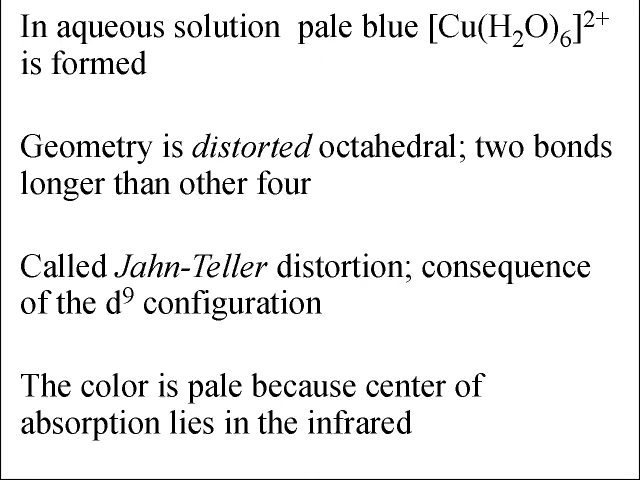 In aqueous solution  pale blue [Cu(H₂O)₆]²⁺
is formed
Geometry is distorted octahedral; two bonds
longer than other four
Called Jahn-Teller distortion; consequence
of the d⁹ configuration
The color is pale because center of
absorption lies in the infrared